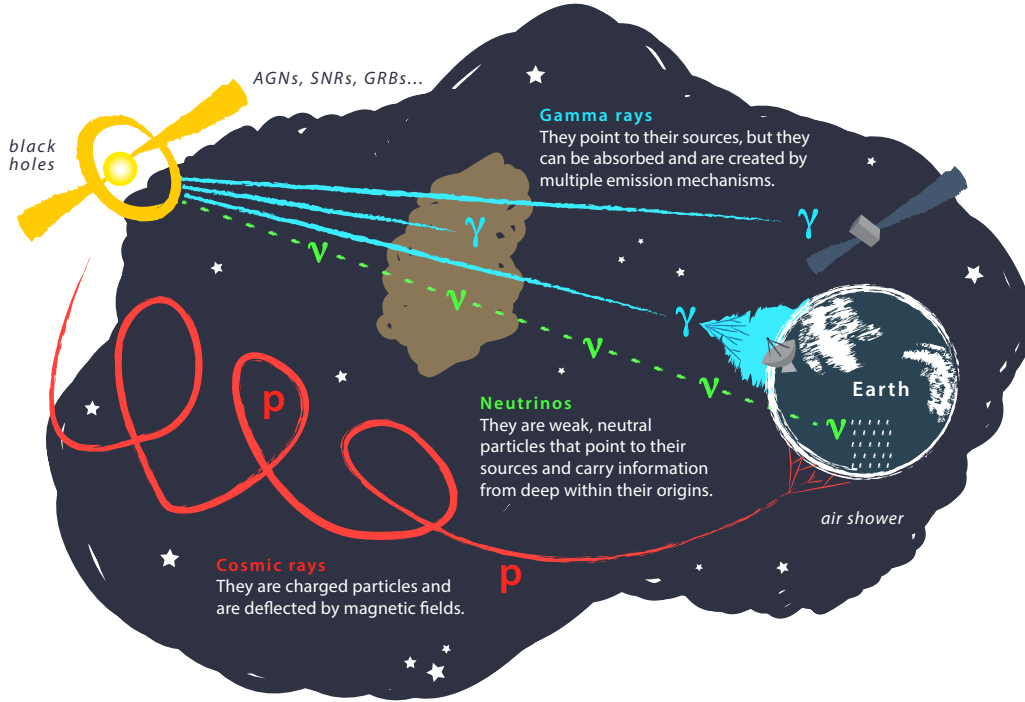 AGNs, SNRs, GRBs...
black
holes
Gamma rays
They point to their sources, but they
can be absorbed and are created by
multiple emission mechanisms.
γ
γ
γ
ν
ν
ν
ν
ν
Earth
p
Neutrinos
They are weak, neutral
particles that point to their
sources and carry information
from deep within their origins.
air shower
Cosmic rays
They are charged particles and
are deflected by magnetic fields.
p